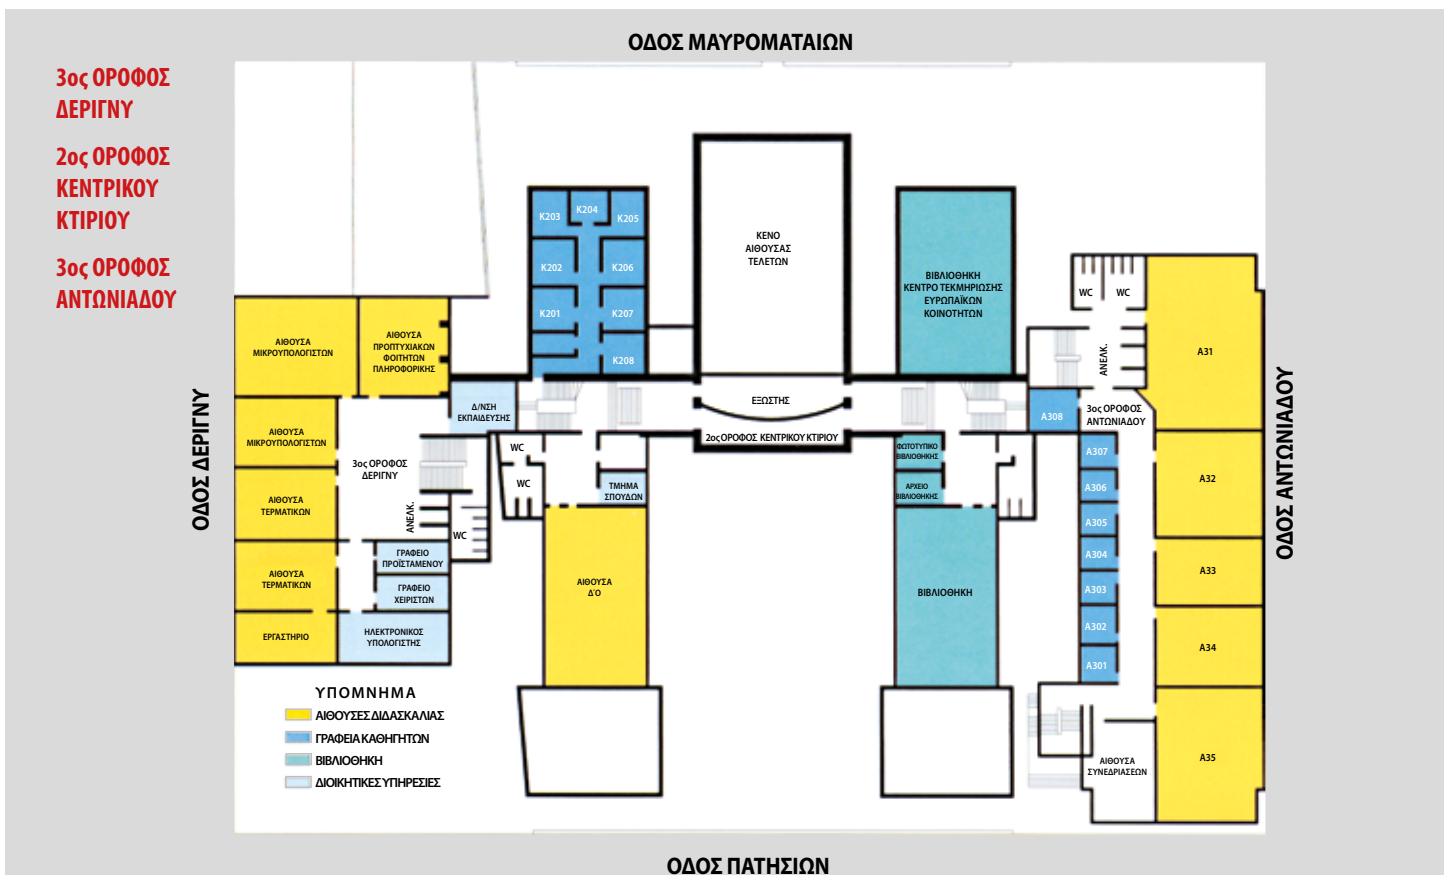 ΟΔΟΣ ΜΑΥΡΟΜΑΤΑΙΩΝ
3ος ΟΡΟΦΟΣ
ΔΕΡΙΓΝΥ
2ος ΟΡΟΦΟΣ
ΚΕΝΤΡΙΚΟΥ
ΚΤΙΡΙΟΥ
3ος ΟΡΟΦΟΣ
ΑΝΤΩΝΙΑΔΟΥ
ΟΔΟΣ ΔΕΡΙΓΝΥ
ΑΙΘΟΥΣΑ
ΜΙΚΡΟΥΠΟΛΟΓΙΣΤΩΝ
ΑΙΘΟΥΣΑ
ΠΡΟΠΤΥΧΙΑΚΩΝ
ΦΟΙΤΗΤΩΝ
ΠΛΗΡΟΦΟΡΙΚΗΣ
ΑΙΘΟΥΣΑ
ΜΙΚΡΟΥΠΟΛΟΓΙΣΤΩΝ
ΑΙΘΟΥΣΑ
ΤΕΡΜΑΤΙΚΩΝ
ΑΙΘΟΥΣΑ
ΤΕΡΜΑΤΙΚΩΝ
ΕΡΓΑΣΤΗΡΙΟ
3ος ΟΡΟΦΟΣ
ΔΕΡΙΓΝΥ
ΑΝΕΛΚ.
WC
ΓΡΑΦΕΙΟ
ΠΡΟΪΣΤΑΜΕΝΟΥ
ΓΡΑΦΕΙΟ
ΧΕΙΡΙΣΤΩΝ
ΗΛΕΚΤΡΟΝΙΚΟΣ
ΥΠΟΛΟΓΙΣΤΗΣ
Δ/ΝΣΗ
ΕΚΠΑΙΔΕΥΣΗΣ
K203
K204
K205
K202
K206
K201
K207
K208
WC
WC
ΤΜΗΜΑ
ΣΠΟΥΔΩΝ
ΑΙΘΟΥΣΑ
Δ'Ο
ΚΕΝΟ
ΑΙΘΟΥΣΑΣ
ΤΕΛΕΤΩΝ
ΕΞΩΣΤΗΣ
2ος ΟΡΟΦΟΣ ΚΕΝΤΡΙΚΟΥ ΚΤΙΡΙΟΥ
ΒΙΒΛΙΟΘΗΚΗ
ΚΕΝΤΡΟ ΤΕΚΜΗΡΙΩΣΗΣ
ΕΥΡΩΠΑΪΚΩΝ
ΚΟΙΝΟΤΗΤΩΝ
ΦΩΤΟΤΥΠΙΚΟ
ΒΙΒΛΙΟΘΗΚΗΣ
ΑΡΧΕΙΟ
ΒΙΒΛΙΟΘΗΚΗΣ
ΒΙΒΛΙΟΘΗΚΗ
WC
WC
ΑΝΕΛΚ.
A308
3ος ΟΡΟΦΟΣ
ΑΝΤΩΝΙΑΔΟΥ
A307
A306
A305
A304
A303
A302
A301
A31
A32
A33
A34
A35
ΑΙΘΟΥΣΑ
ΣΥΝΕΔΡΙΑΣΕΩΝ
ΟΔΟΣ ΑΝΤΩΝΙΑΔΟΥ
ΥΠΟΜΝΗΜΑ
ΑΙΘΟΥΣΕΣ ΔΙΔΑΣΚΑΛΙΑΣ
ΓΡΑΦΕΙΑ ΚΑΘΗΓΗΤΩΝ
ΒΙΒΛΙΟΘΗΚΗ
ΔΙΟΙΚΗΤΙΚΕΣ ΥΠΗΡΕΣΙΕΣ
ΟΔΟΣ ΠΑΤΗΣΙΩΝ